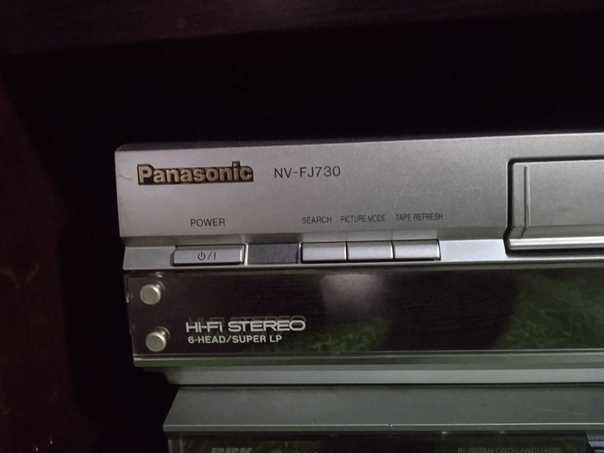 Panasonic NV-FJ730
POWER SEARCH PICTURE MODE TAPE REFRESH
⏻/I
HI-FI STEREO
6-HEAD/SUPER LP